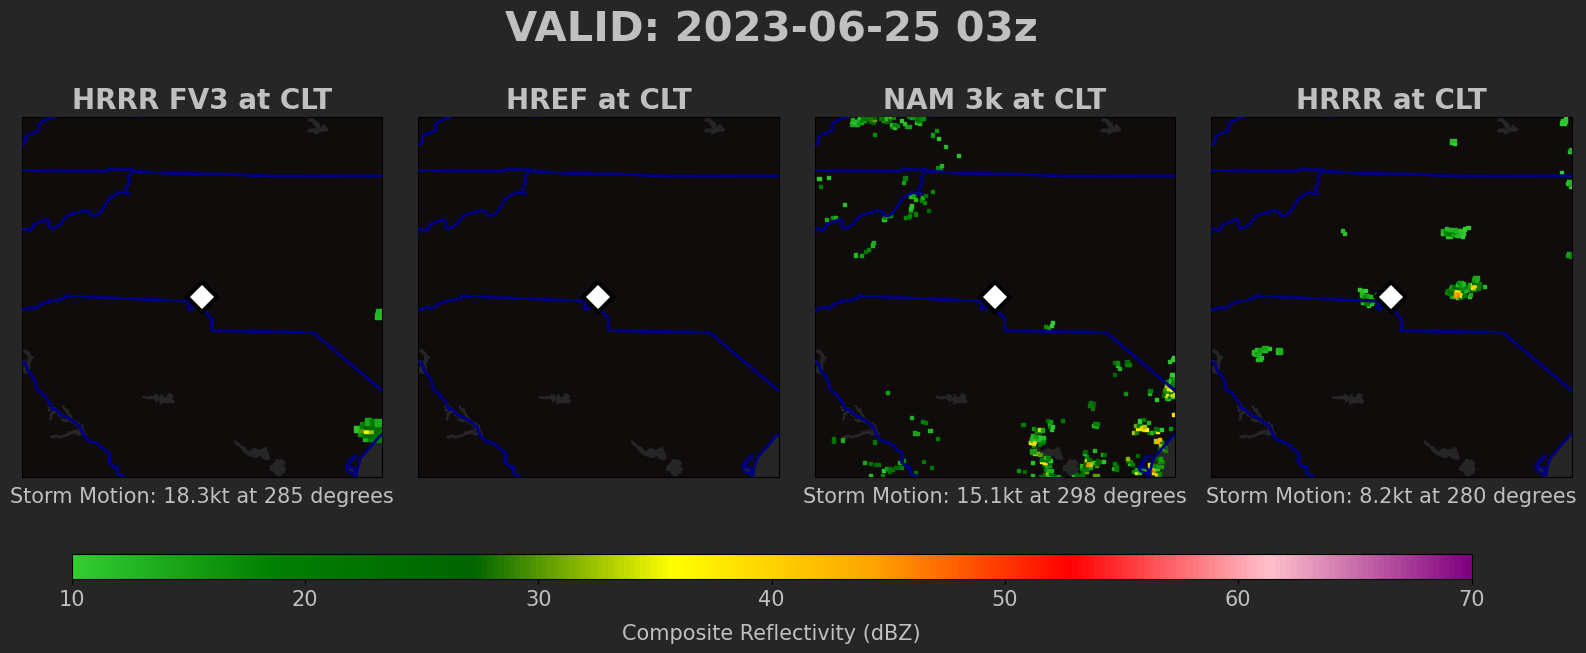 VALID: 2023-06-25 03z
HRRR FV3 at CLT
HREF at CLT
NAM 3k at CLT
HRRR at CLT
Storm Motion: 18.3kt at 285 degrees
Storm Motion: 15.1kt at 298 degrees
Storm Motion: 8.2kt at 280 degrees
10 20 30 40 50 60 70
Composite Reflectivity (dBZ)